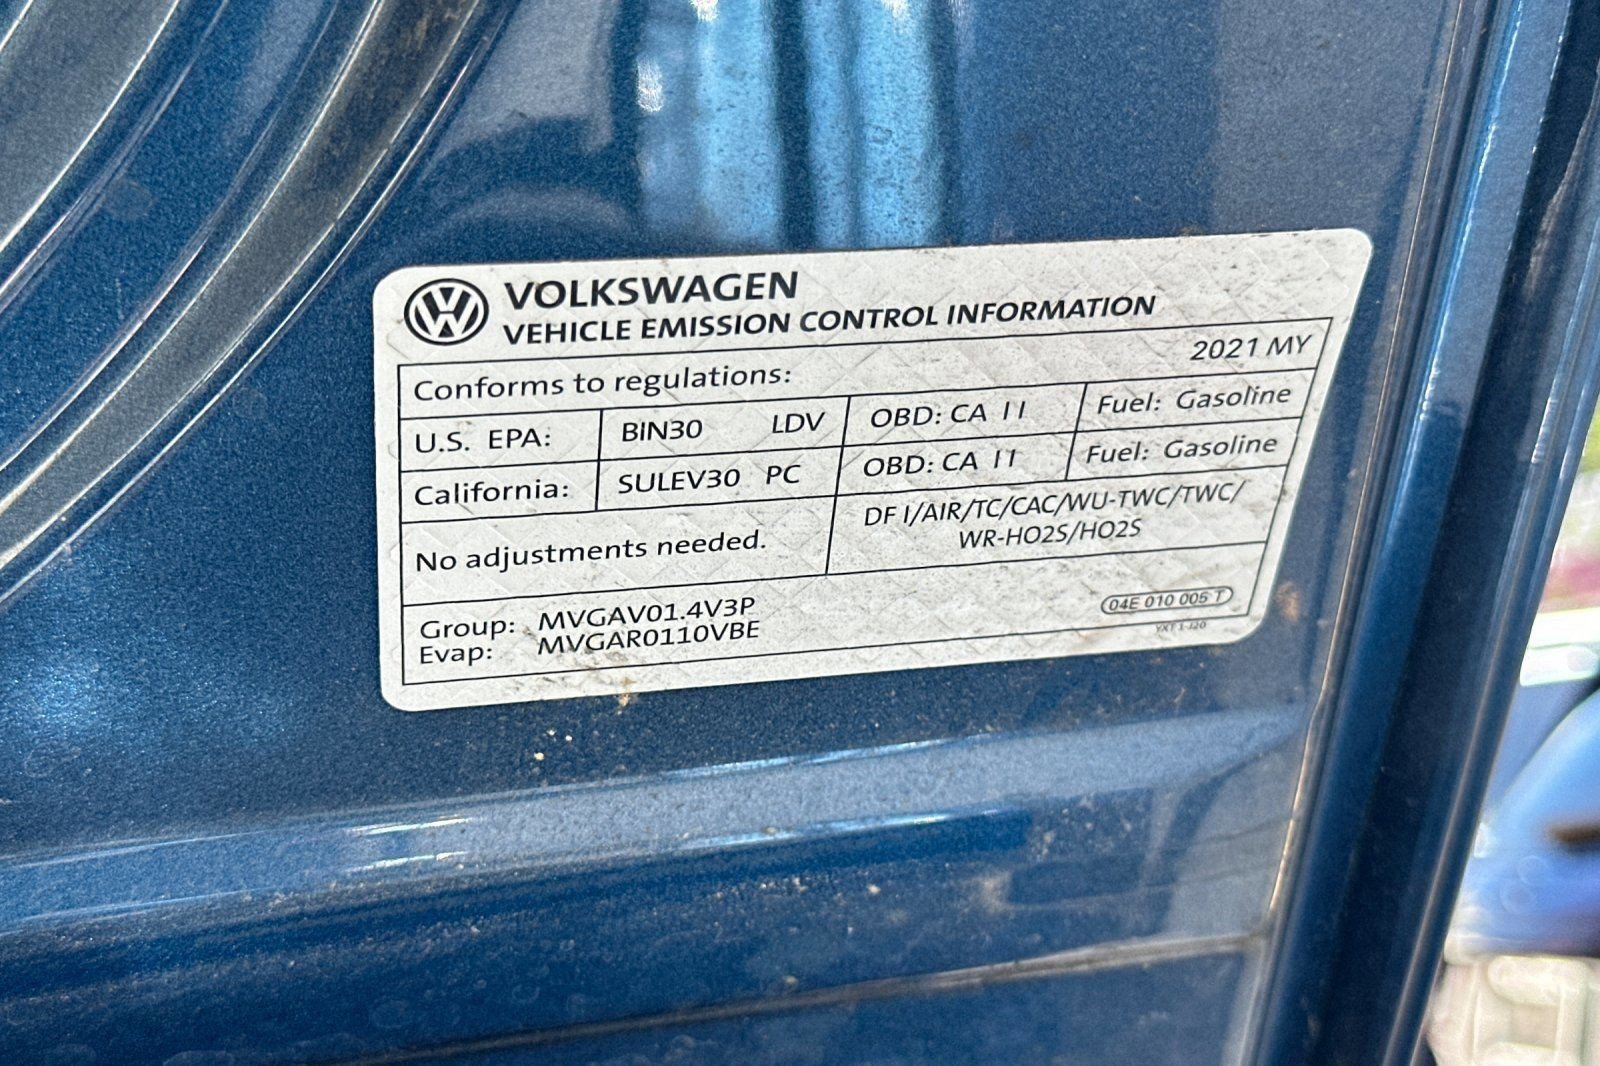 VOLKSWAGEN
VEHICLE EMISSION CONTROL INFORMATION
Conforms to regulations: 2021 MY
U.S. EPA: BIN30 LDV OBD: CA II Fuel: Gasoline
California: SULEV30 PC OBD: CA II Fuel: Gasoline
No adjustments needed.
DFI/AIR/TC/CAC/WU-TWC/TWC/
WR-HO2S/HO2S
Group: MVGAV01.4V3P
Evap: MVGAR0110VBE
04E 010 005 T